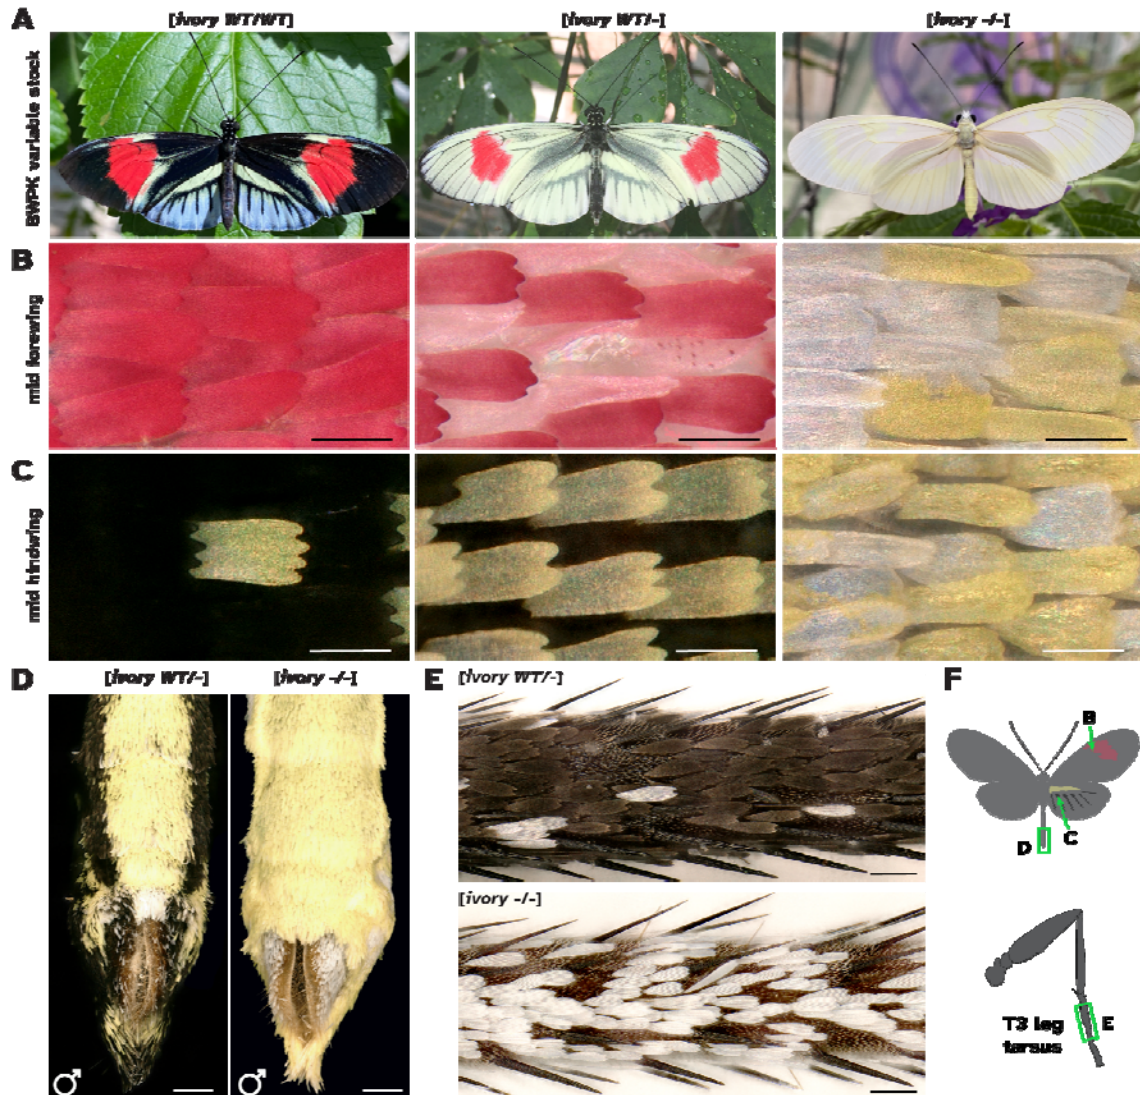 A
[ivory WT/WT]
[ivory WT/-]
[ivory -/-]
BWPK variable stock
B
mid forewing
C
mid hindwing
D
[ivory WT/-]
[ivory -/-]
E
[ivory WT/-]
[ivory -/-]
F
B
C
D
T3 leg
tarsus
E
♂
♂